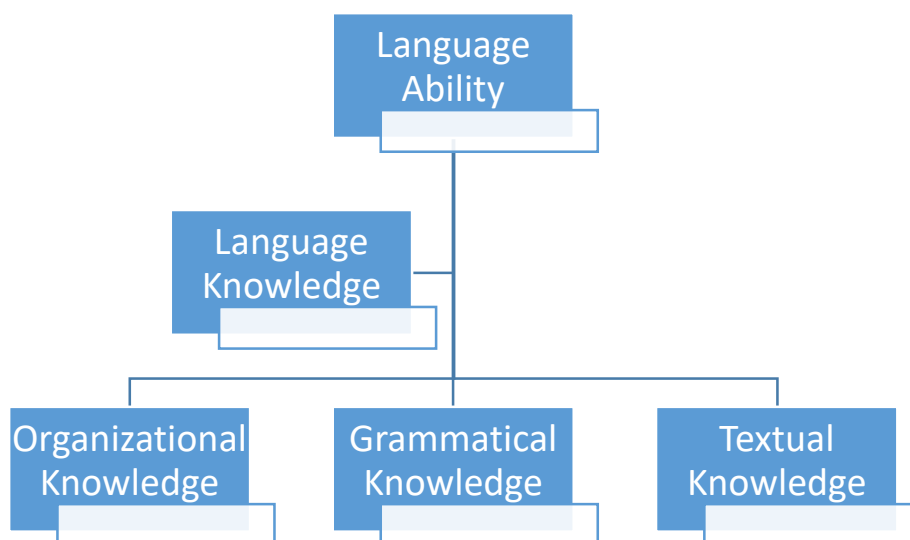 Language
Ability
Language
Knowledge
Organizational
Knowledge
Grammatical
Knowledge
Textual
Knowledge